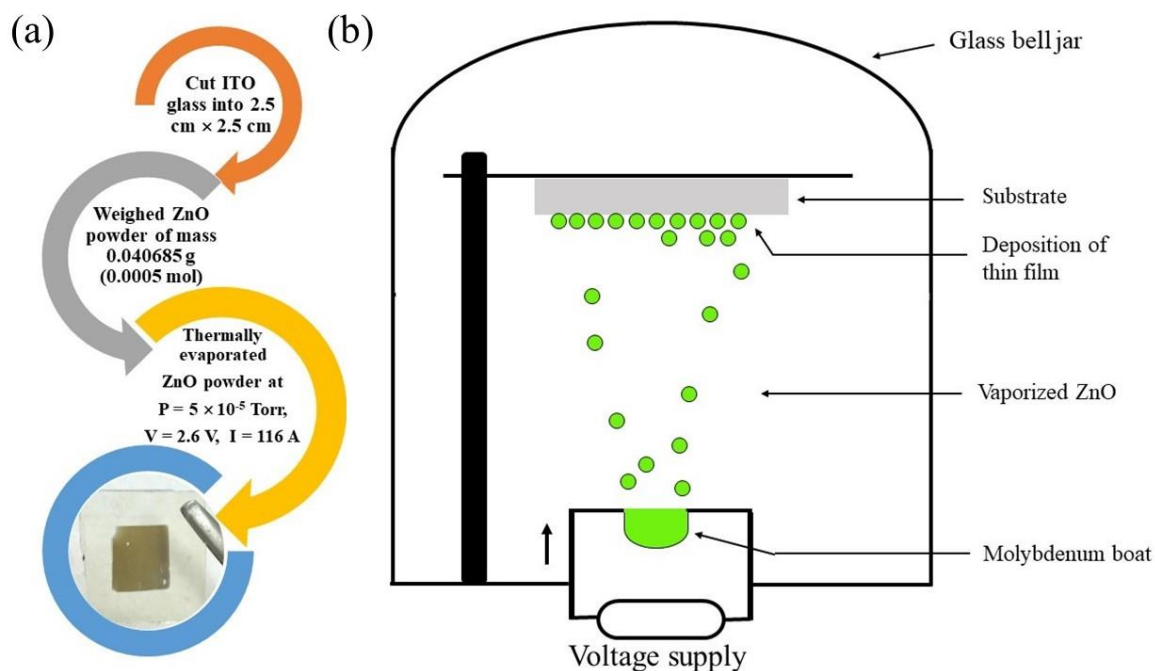 (a)
Cut ITO
glass into 2.5
cm × 2.5 cm
Weighed ZnO
powder of mass
0.040685 g
(0.0005 mol)
Thermally
evaporated
ZnO powder at
P = 5 × 10⁻⁵ Torr,
V = 2.6 V, I = 116 A
(b)
Glass bell jar
Substrate
Deposition of
thin film
Vaporized ZnO
Molybdenum boat
Voltage supply